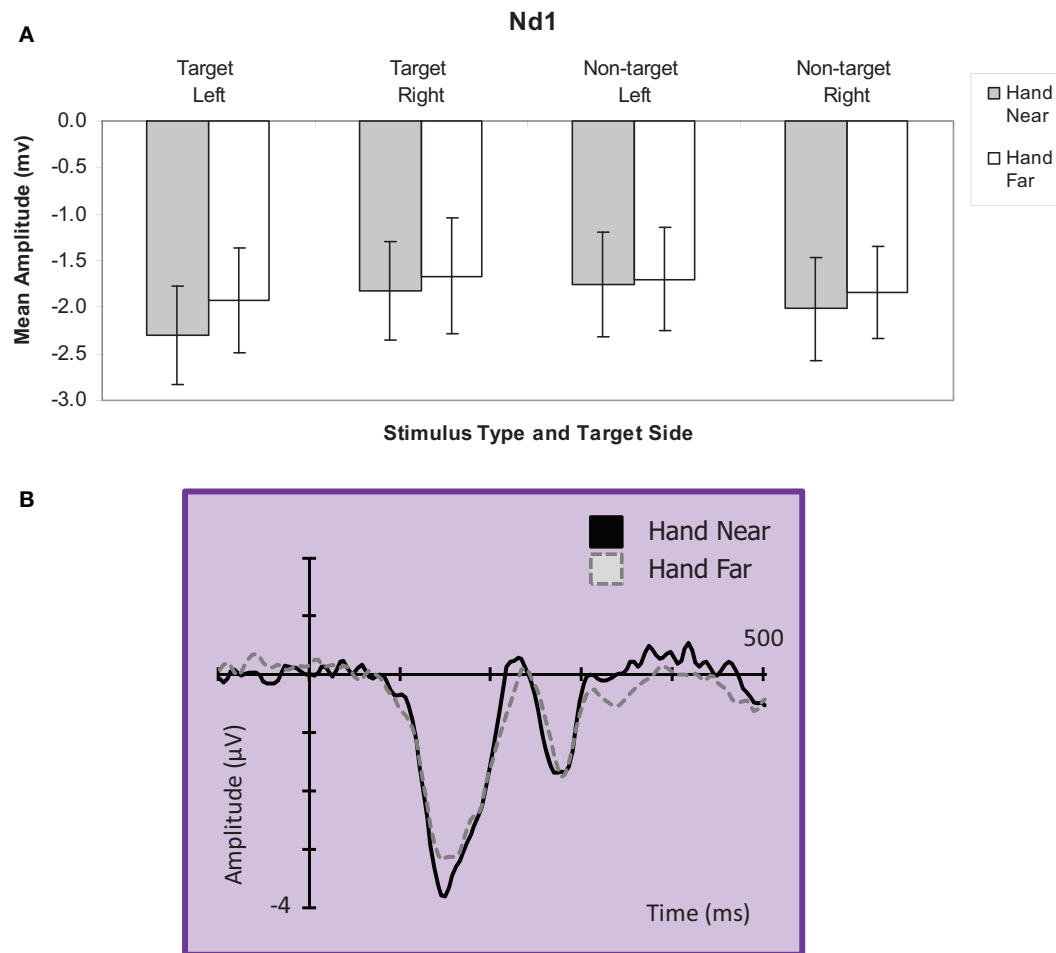 Nd1
A
Target
Left
Target
Right
Non-target
Left
Non-target
Right
Hand
Near
Hand
Far
0.0
-0.5
-1.0
-1.5
-2.0
-2.5
-3.0
Mean Amplitude (mv)
Stimulus Type and Target Side
B
Hand Near
Hand Far
500
Amplitude (µV)
-4
Time (ms)